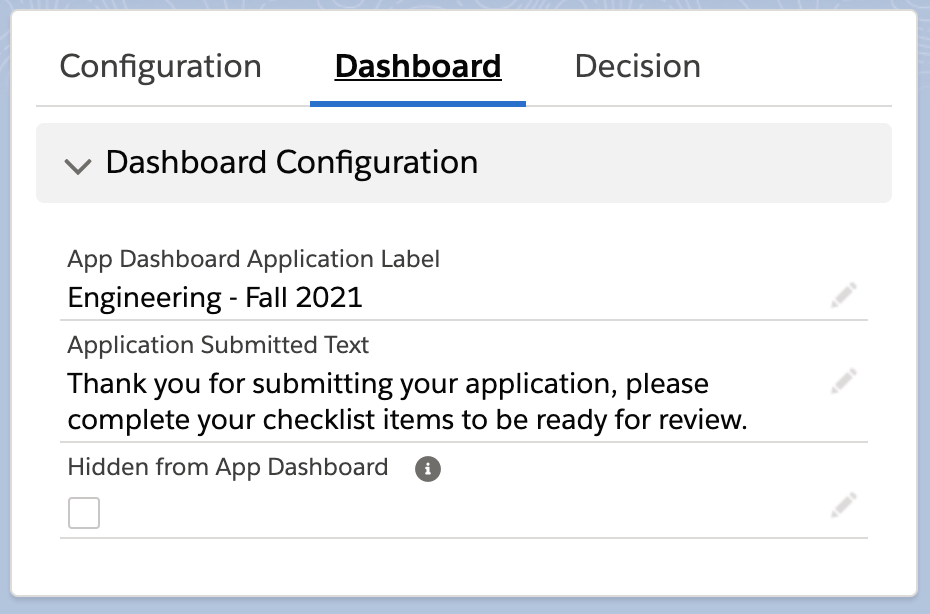 Configuration Dashboard Decision
Dashboard Configuration
App Dashboard Application Label
Engineering - Fall 2021
Application Submitted Text
Thank you for submitting your application, please
complete your checklist items to be ready for review.
Hidden from App Dashboard